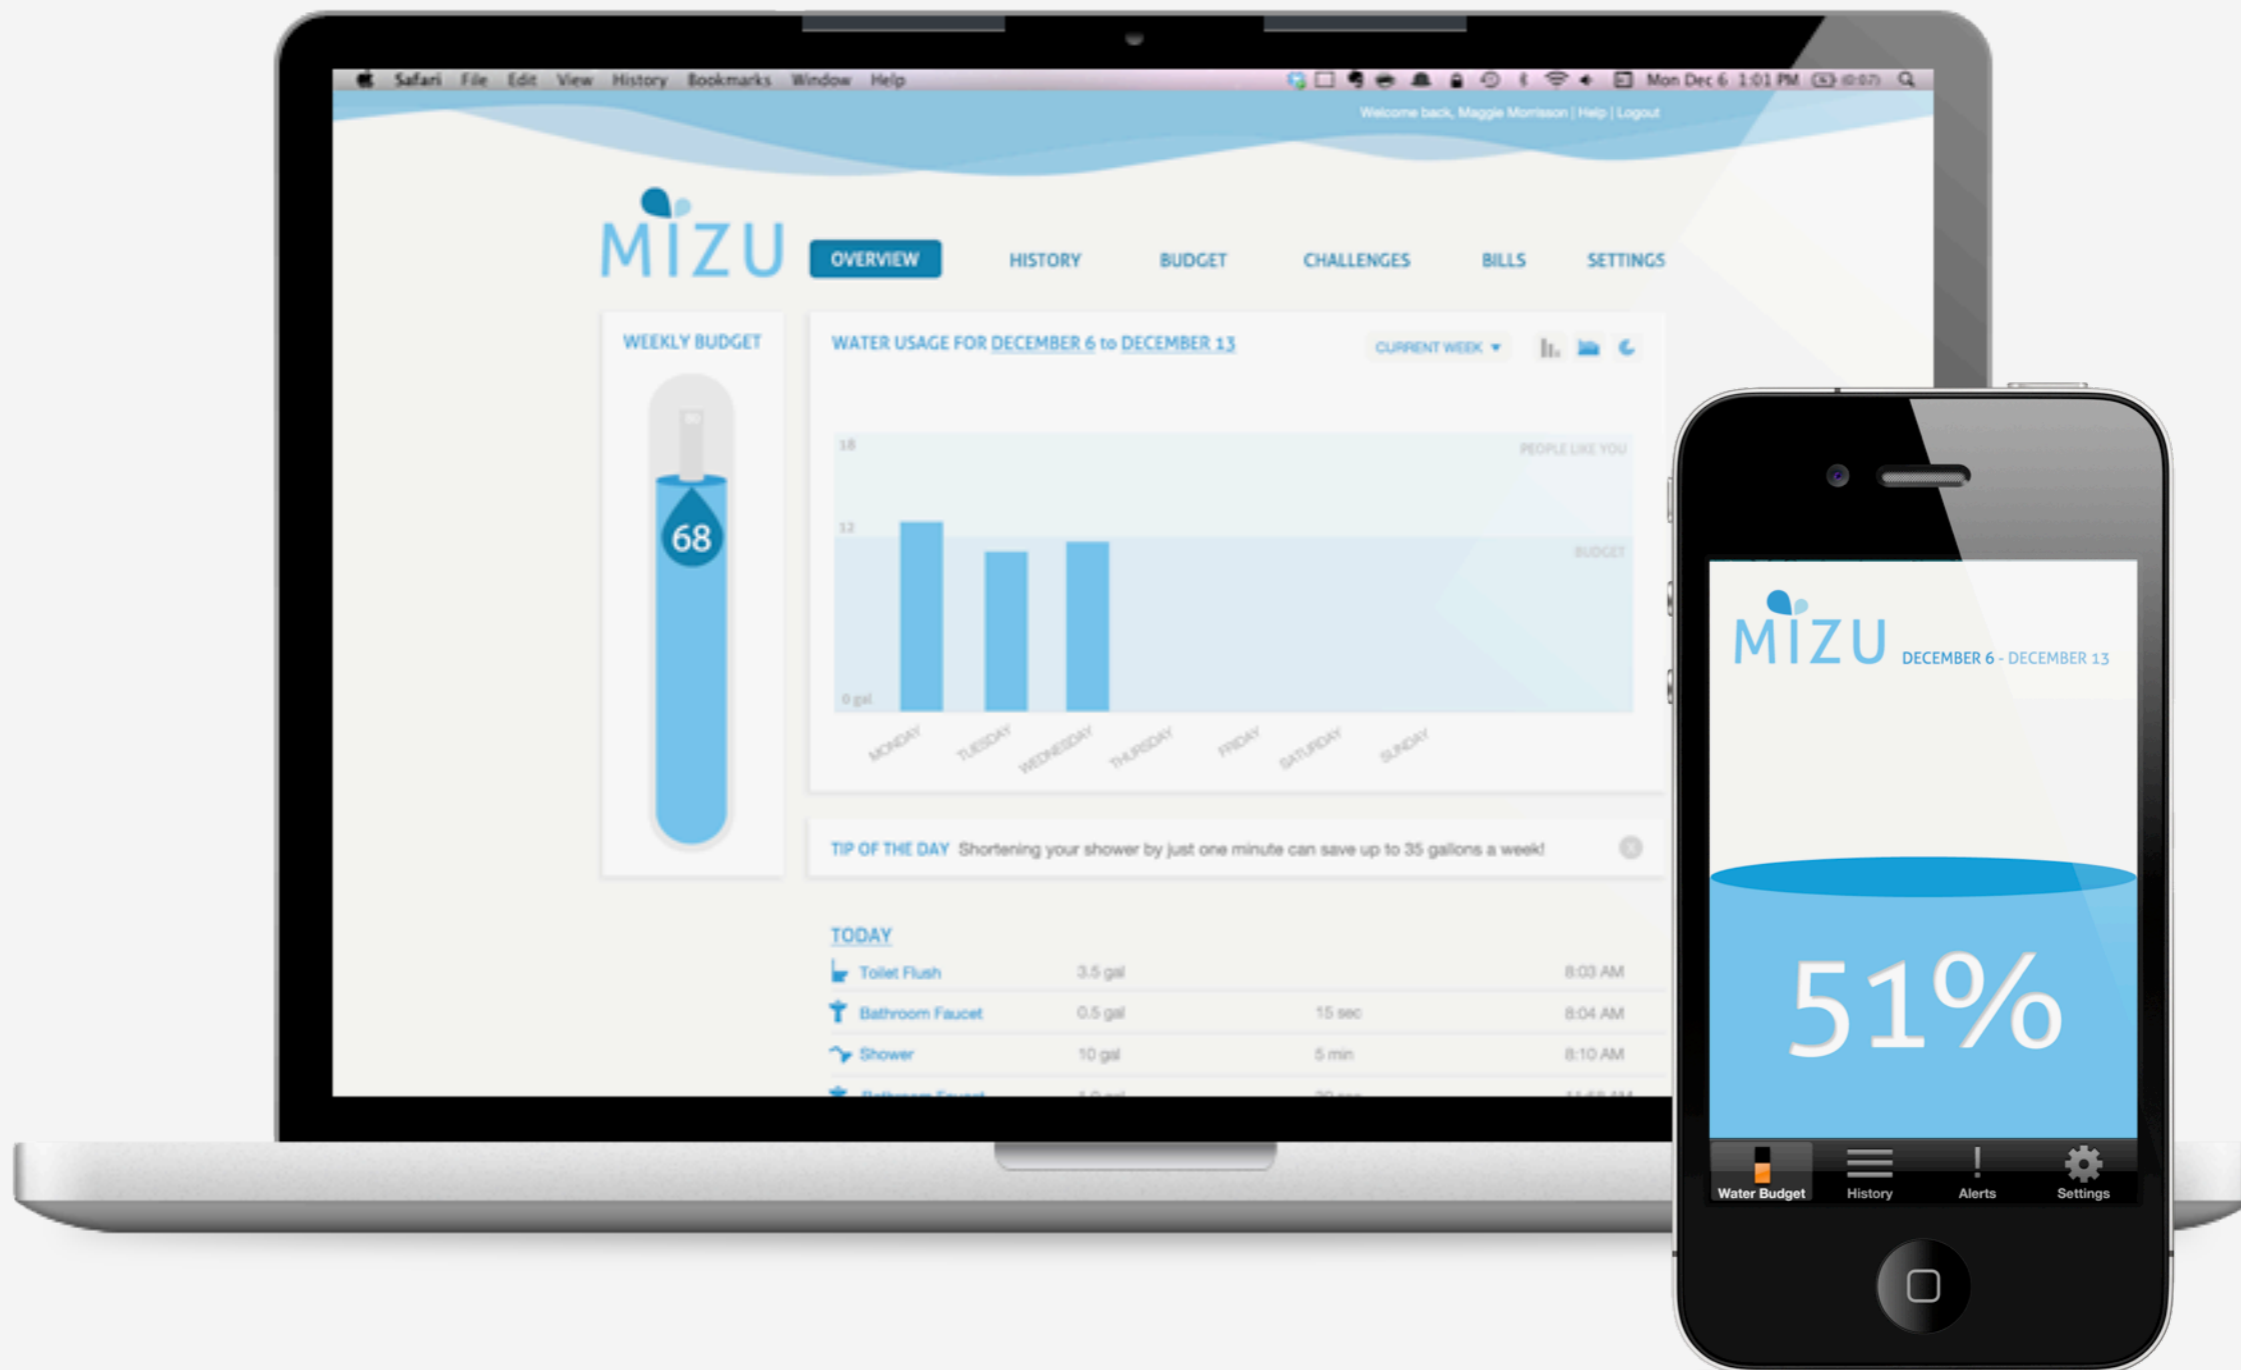 Safari File Edit View History Bookmarks Window Help Mon Dec 6 1:01 PM (0:07)
Welcome back, Maggie Morrisson | Help | Logout
MIZU
OVERVIEW HISTORY BUDGET CHALLENGES BILLS SETTINGS
WEEKLY BUDGET
68
WATER USAGE FOR DECEMBER 6 to DECEMBER 13
CURRENT WEEK
18
PEOPLE LIKE YOU
12
BUDGET
0 gal
MONDAY TUESDAY WEDNESDAY THURSDAY FRIDAY SATURDAY SUNDAY
TIP OF THE DAY Shortening your shower by just one minute can save up to 35 gallons a week!
TODAY
Toilet Flush 3.5 gal 8:03 AM
Bathroom Faucet 0.5 gal 15 sec 8:04 AM
Shower 10 gal 5 min 8:10 AM
Bathroom Faucet
MIZU
DECEMBER 6 - DECEMBER 13
51%
Water Budget History Alerts Settings